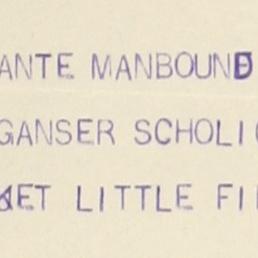 ANTE MANBOUND
GANSER SCHOLI
ET LITTLE FI